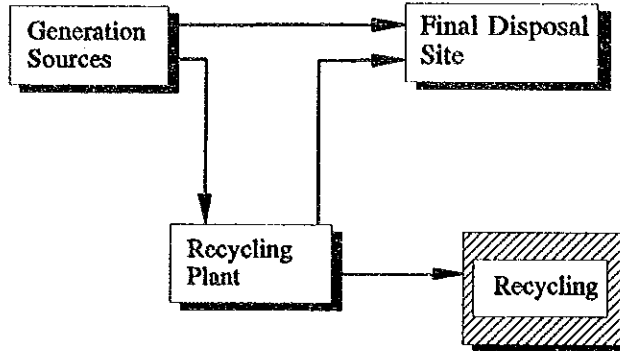 Generation
Sources
Final Disposal
Site
Recycling
Plant
Recycling